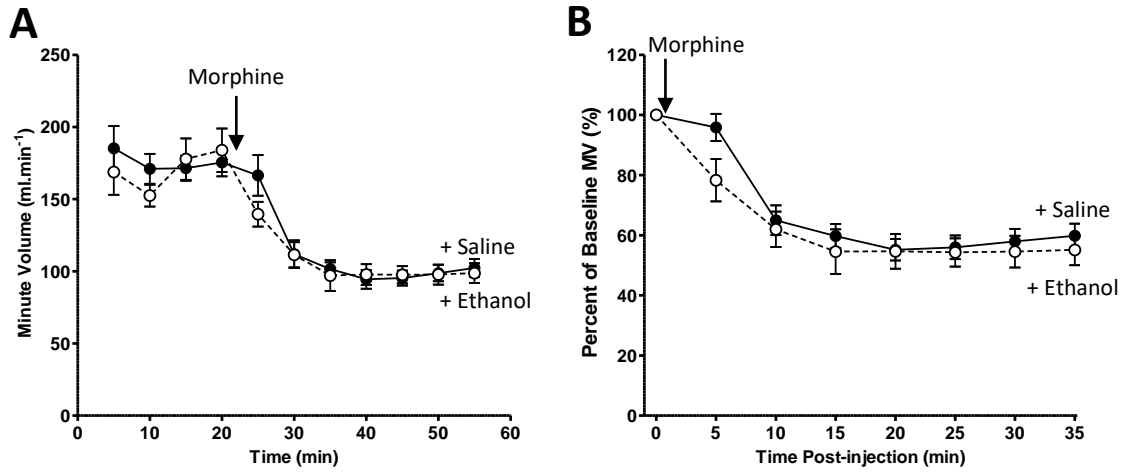 A
Morphine
Minute Volume (ml.min-1)
250
200
150
100
50
0
+ Saline
+ Ethanol
0 10 20 30 40 50 60
Time (min)
B
Morphine
Percent of Baseline MV (%)
120
100
80
60
40
20
0
+ Saline
+ Ethanol
0 5 10 15 20 25 30 35
Time Post-injection (min)